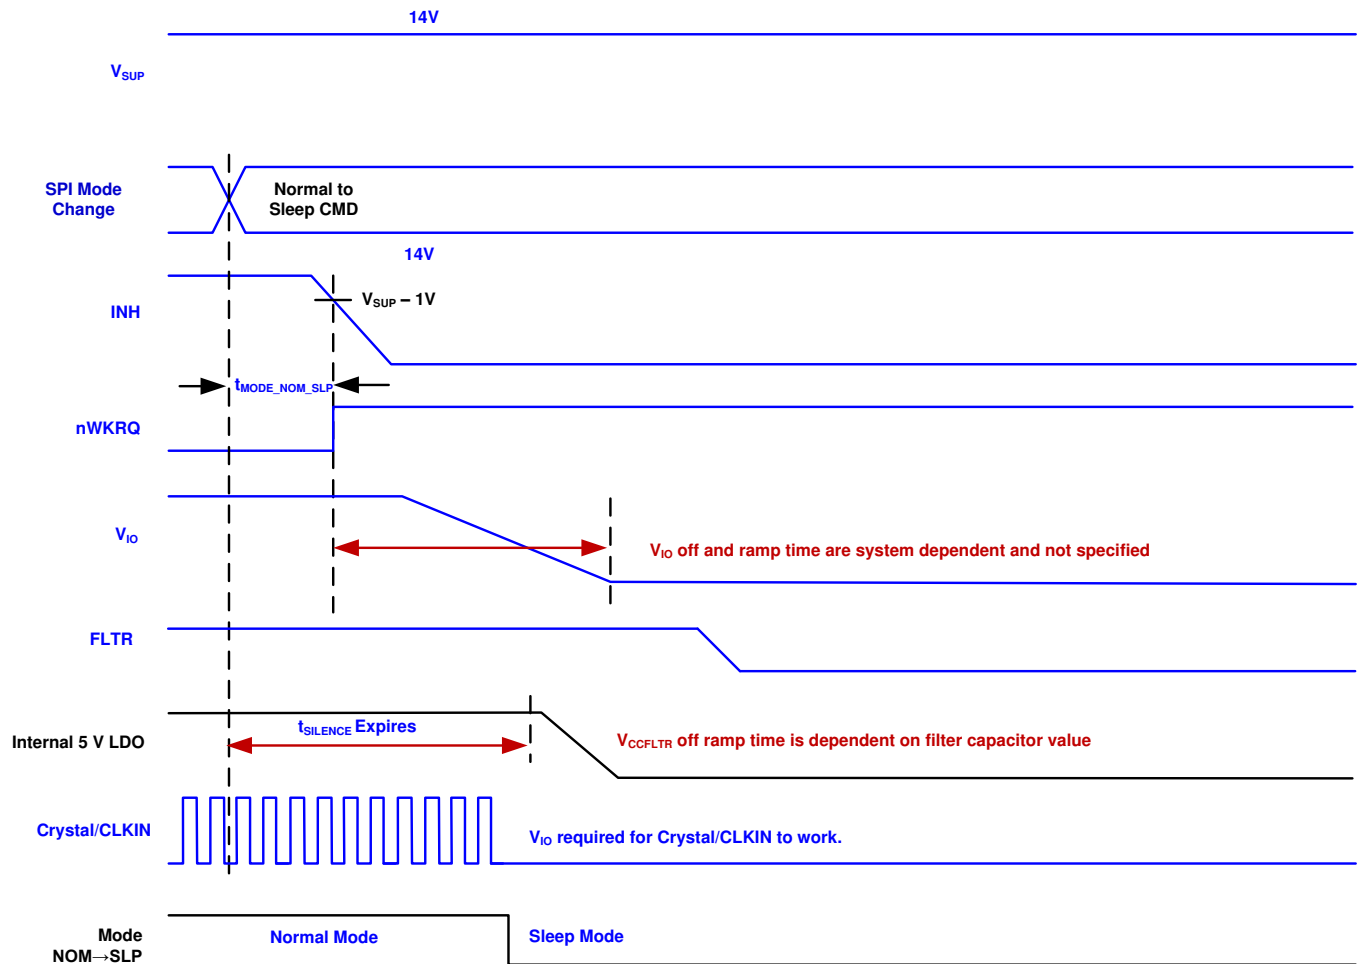 14V
VSUP
SPI Mode
Change
Normal to
Sleep CMD
14V
INH
VSUP – 1V
tMODE_NOM_SLP
nWKRQ
VIO
VIO off and ramp time are system dependent and not specified
FLTR
tSILENCE Expires
Internal 5 V LDO
VCCFLTR off ramp time is dependent on filter capacitor value
Crystal/CLKIN
VIO required for Crystal/CLKIN to work.
Mode
NOM→SLP
Normal Mode
Sleep Mode